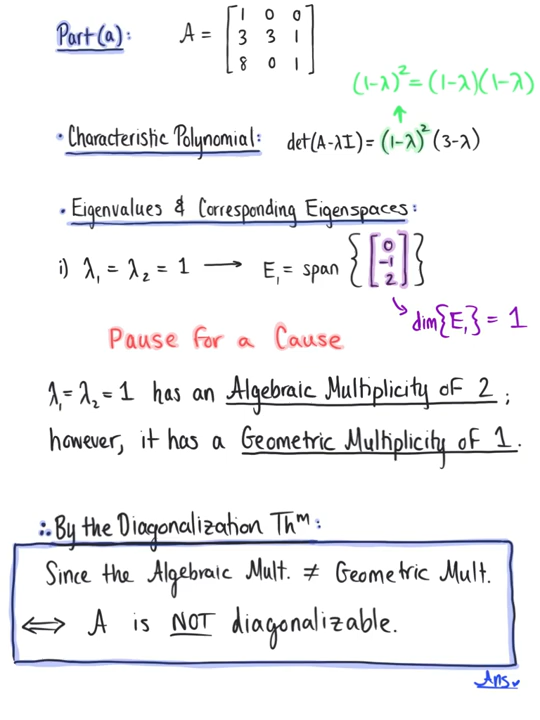 Part(a): A = [1 0 0
3 3 1
8 0 1]
(1-λ)² = (1-λ)(1-λ)
• Characteristic Polynomial: det(A-λI) = (1-λ)² (3-λ)
• Eigenvalues & Corresponding Eigenspaces:
i) λ₁ = λ₂ = 1 → E₁ = span {[0 -1 2]}
dim{E₁} = 1
Pause for a Cause
λ₁ = λ₂ = 1 has an Algebraic Multiplicity of 2;
however, it has a Geometric Multiplicity of 1.
∴ By the Diagonalization Thᵐ:
Since the Algebraic Mult. ≠ Geometric Mult.
⟺ A is NOT diagonalizable.
Ans✓